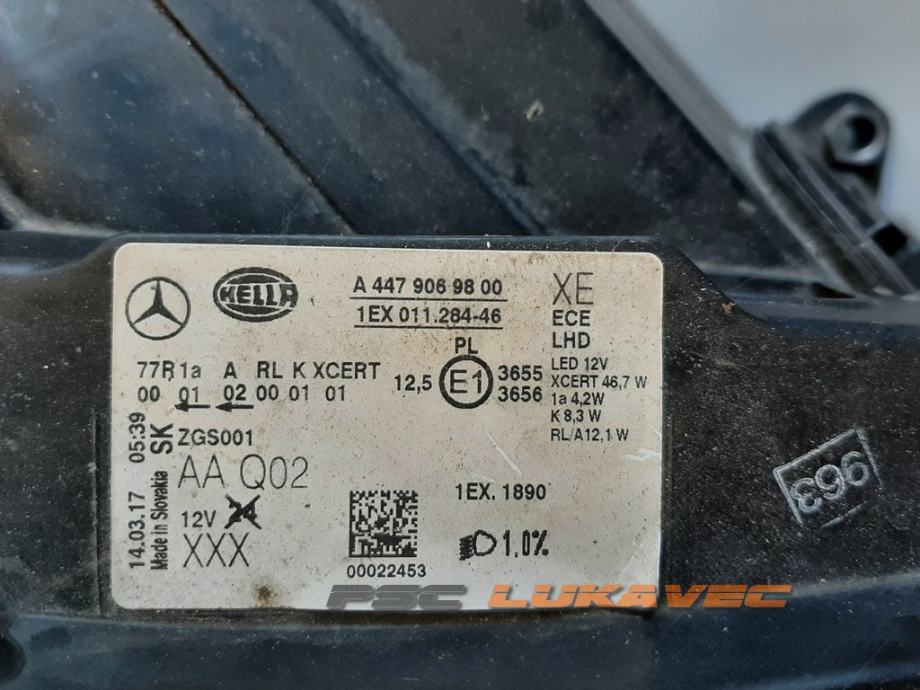 HELLA
A 447 906 98 00
1EX 011.284-46
XE
ECE
LHD
LED 12V
XCERT 46,7 W
1a 4,2W
K 8,3 W
RL/A12,1 W
PL
12,5 E1 3655
3656
77R 1a A RL K XCERT
00 01 02 00 01 01
ZGS001
AA Q02
12V 24
XXX
14.03.17 05:39
Made in Slovakia SK
00022453
1EX. 1890
1,0%
963
PSC LUKAVEC